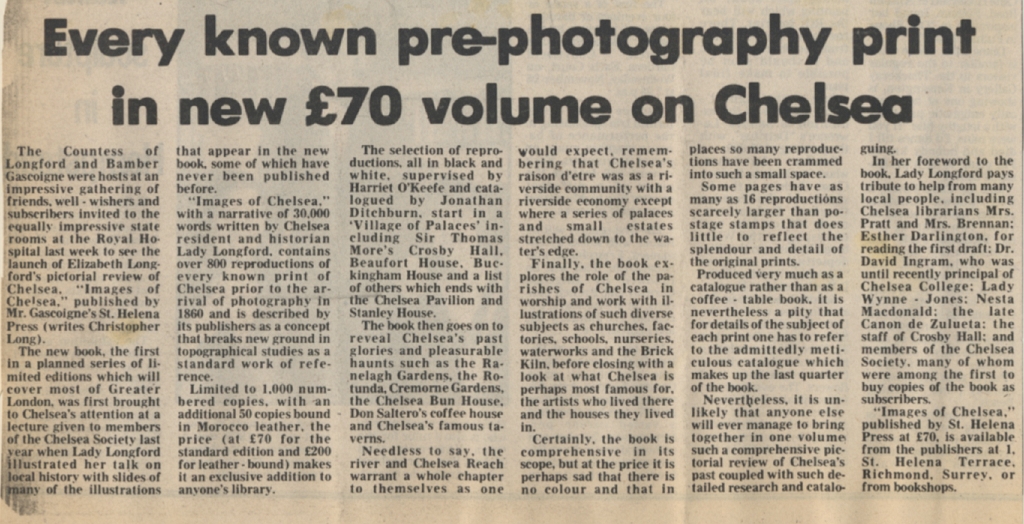 Every known pre-photography print
in new £70 volume on Chelsea
The Countess of
Longford and Bamber
Gascoigne were hosts at an
impressive gathering of
friends, well - wishers and
subscribers invited to the
equally impressive state
rooms at the Royal Ho-
spital last week to see the
launch of Elizabeth Long-
ford's pictorial review of
Chelsea, "Images of
Chelsea," published by
Mr. Gascoigne's St. Helena
Press (writes Christopher
Long).
The new book, the first
in a planned series of li-
mited editions which will
cover most of Greater
London, was first brought
to Chelsea's attention at a
lecture given to members
of the Chelsea Society last
year when Lady Longford
illustrated her talk on
local history with slides of
many of the illustrations
that appear in the new
book, some of which have
never been published
before.
"Images of Chelsea,"
with a narrative of 30,000
words written by Chelsea
resident and historian
Lady Longford, contains
over 800 reproductions of
every known print of
Chelsea prior to the ar-
rival of photography in
1860 and is described by
its publishers as a concept
that breaks new ground in
topographical studies as a
standard work of refe-
rence.
Limited to 1,000 num-
bered copies, with an
additional 50 copies bound
in Morocco leather, the
price (at £70 for the
standard edition and £200
for leather - bound) makes
it an exclusive addition to
anyone's library.
The selection of repro-
ductions, all in black and
white, supervised by
Harriet O'Keefe and cata-
logued by Jonathan
Ditchburn, start in a
'Village of Palaces' in-
cluding Sir Thomas
More's Crosby Hall,
Beaufort House, Buc-
kingham House and a list
of others which ends with
the Chelsea Pavilion and
Stanley House.
The book then goes on to
reveal Chelsea's past
glories and pleasurable
haunts such as the Ra-
nelagh Gardens, the Ro-
tunda, Cremorne Gardens,
the Chelsea Bun House,
Don Saltero's coffee house
and Chelsea's famous ta-
verns.
Needless to say, the
river and Chelsea Reach
warrant a whole chapter
to themselves as one
would expect, remem-
bering that Chelsea's
raison d'etre was as a ri-
verside community with a
riverside economy except
where a series of palaces
and small estates
stretched down to the wa-
ter's edge.
Finally, the book ex-
plores the role of the pa-
rishes of Chelsea in
worship and work with il-
lustrations of such diverse
subjects as churches, fac-
tories, schools, nurseries,
waterworks and the Brick
Kiln, before closing with a
look at what Chelsea is
perhaps most famous for,
the artists who lived there
and the houses they lived
in.
Certainly, the book is
comprehensive in its
scope, but at the price it is
perhaps sad that there is
no colour and that in
places so many reproduc-
tions have been crammed
into such a small space.
Some pages have as
many as 16 reproductions
scarcely larger than po-
stage stamps that does
little to reflect the
splendour and detail of
the original prints.
Produced very much as a
catalogue rather than as a
coffee - table book, it is
nevertheless a pity that
for details of the subject of
each print one has to refer
to the admittedly meti-
culous catalogue which
makes up the last quarter
of the book.
Nevertheless, it is un-
likely that anyone else
will ever manage to bring
together in one volume
such a comprehensive pic-
torial review of Chelsea's
past coupled with such de-
tailed research and catalo-
guing.
In her foreword to the
book, Lady Longford pays
tribute to help from many
local people, including
Chelsea librarians Mrs.
Pratt and Mrs. Brennan;
Esther Darlington, for
reading the first draft; Dr.
David Ingram, who was
until recently principal of
Chelsea College; Lady
Wynne - Jones; Nesta
Macdonald; the late
Canon de Zulueta; the
staff of Crosby Hall; and
members of the Chelsea
Society, many of whom
were among the first to
buy copies of the book as
subscribers.
"Images of Chelsea,"
published by St. Helena
Press at £70, is available
from the publishers at 1,
St. Helena Terrace,
Richmond, Surrey, or
from bookshops.